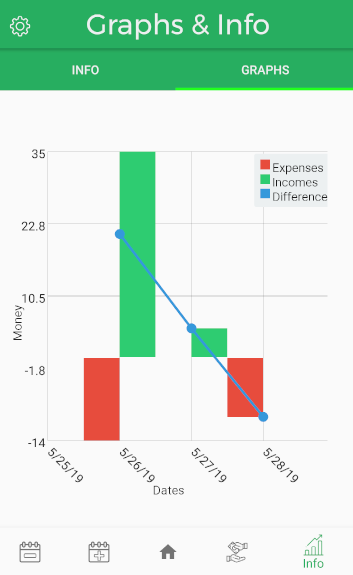 Graphs & Info
INFO
GRAPHS
35
22.8
10.5
-1.8
-14
Money
Expenses
Incomes
Difference
5/25/19
5/26/19
5/27/19
5/28/19
Dates
Info